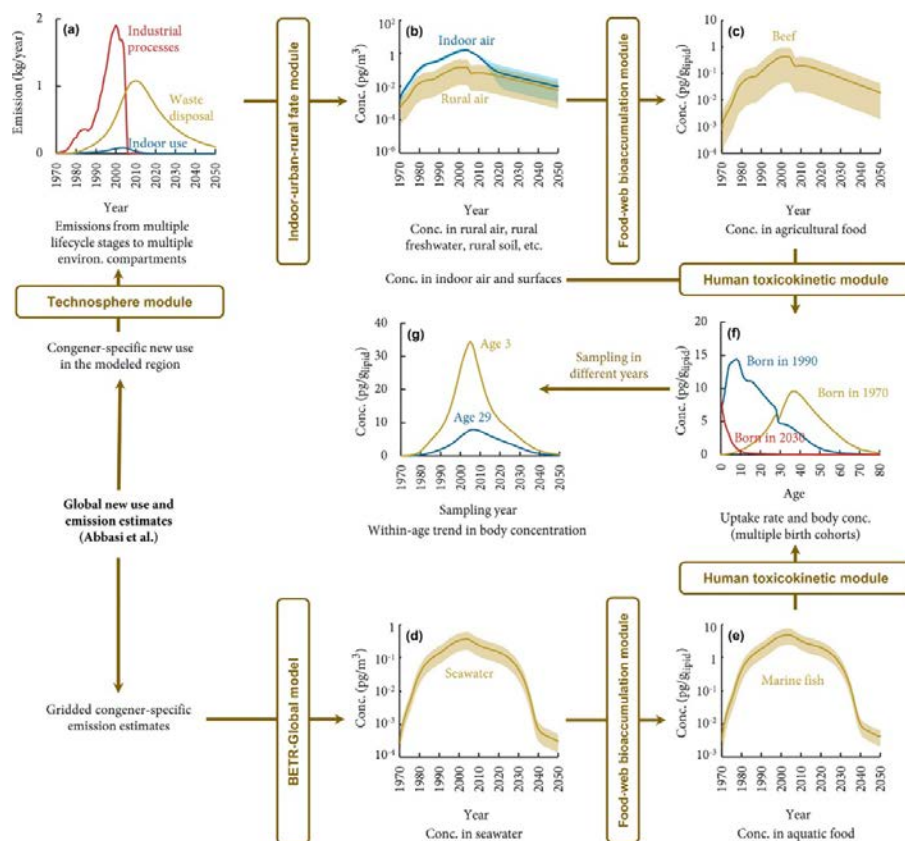 (a)
Emission (kg/year)
2
1
0
Industrial
processes
Waste
disposal
Indoor use
1970
1980
1990
2000
2010
2020
2030
2040
2050
Year
Emissions from multiple
lifecycle stages to multiple
environ. compartments
Indoor-urban-rural fate module
(b)
Conc. (pg/m3)
10²
1
10-2
10-4
Indoor air
Rural air
1970
1980
1990
2000
2010
2020
2030
2040
2050
Year
Conc. in rural air, rural
freshwater, rural soil, etc.
Food-web bioaccumulation module
(c)
Conc. (pg/glipid)
10
1
10-1
10-2
10-3
10-4
Beef
1970
1980
1990
2000
2010
2020
2030
2040
2050
Year
Conc. in agricultural food
Conc. in indoor air and surfaces
Human toxicokinetic module
Technosphere module
Congener-specific new use
in the modeled region
(g)
Conc. (pg/glipid)
40
30
20
10
0
Age 3
Age 29
1970
1980
1990
2000
2010
2020
2030
2040
2050
Sampling year
Within-age trend in body concentration
Sampling in
different years
(f)
Conc. (pg/glipid)
20
15
10
5
0
Born in 1990
Born in 1970
Born in 2030
0
10
20
30
40
50
60
70
80
Age
Uptake rate and body conc.
(multiple birth cohorts)
Global new use and
emission estimates
(Abbasi et al.)
Human toxicokinetic module
Gridded congener-specific
emission estimates
BETR-Global model
(d)
Conc. (pg/m3)
1
10-1
10-2
10-3
10-4
Seawater
1970
1980
1990
2000
2010
2020
2030
2040
2050
Year
Conc. in seawater
Food-web bioaccumulation module
(e)
Conc. (pg/glipid)
10
1
10-1
10-2
10-3
Marine fish
1970
1980
1990
2000
2010
2020
2030
2040
2050
Year
Conc. in aquatic food